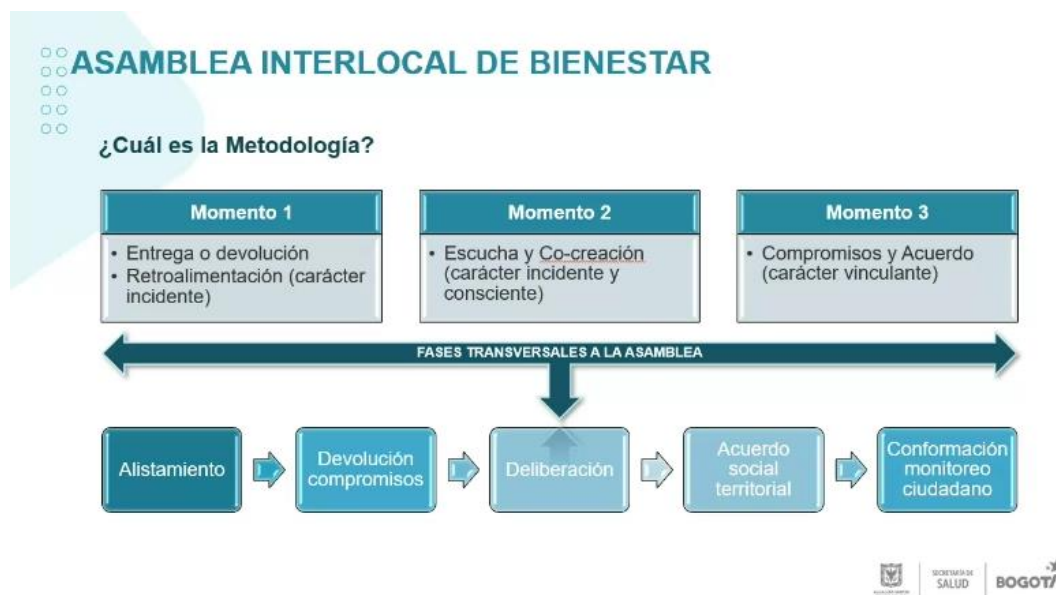 ASAMBLEA INTERLOCAL DE BIENESTAR
¿Cuál es la Metodología?
Momento 1
• Entrega o devolución
• Retroalimentación (carácter
incidente)
Momento 2
• Escucha y Co-creación
(carácter incidente y
consciente)
Momento 3
• Compromisos y Acuerdo
(carácter vinculante)
FASES TRANSVERSALES A LA ASAMBLEA
Alistamiento
Devolución
compromisos
Deliberación
Acuerdo
social
territorial
Conformación
monitoreo
ciudadano
SECRETARÍA DE
SALUD
BOGOTÁ